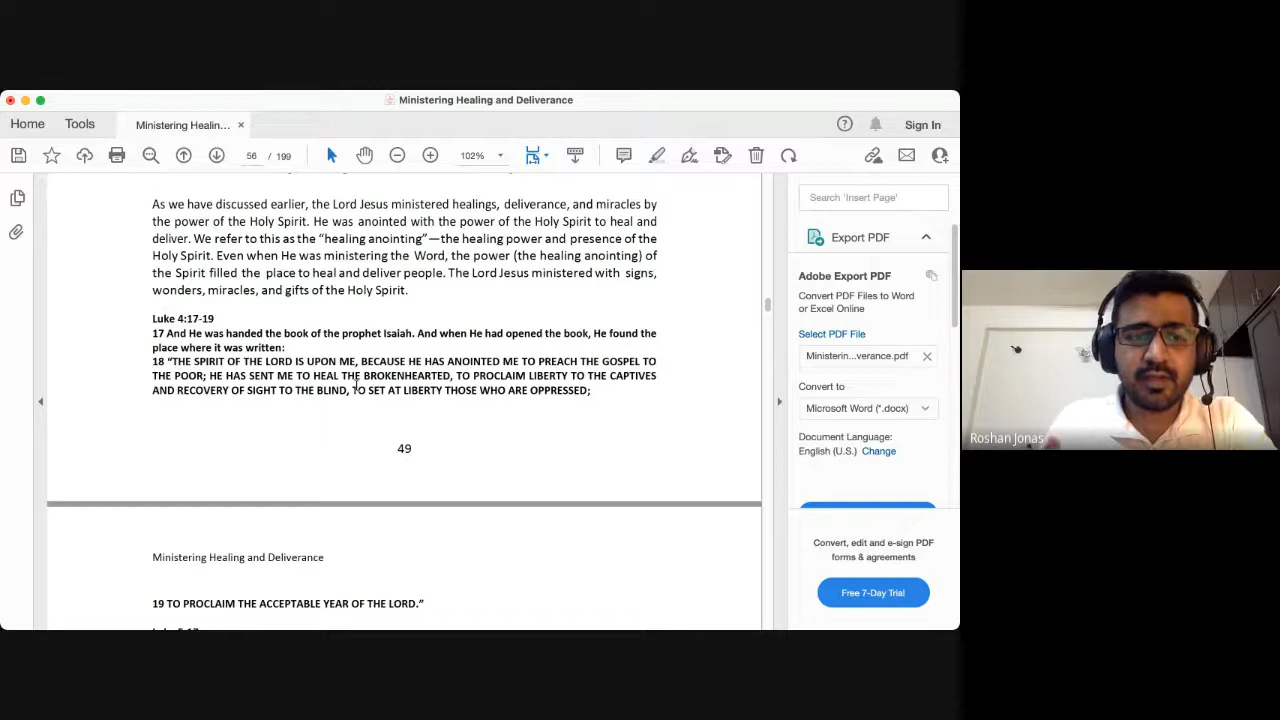 Ministering Healing and Deliverance
Home
Tools
Ministering Healin...
×
Sign In
56 / 199
102%
As we have discussed earlier, the Lord Jesus ministered healings, deliverance, and miracles by
the power of the Holy Spirit. He was anointed with the power of the Holy Spirit to heal and
deliver. We refer to this as the “healing anointing”—the healing power and presence of the
Holy Spirit. Even when He was ministering the Word, the power (the healing anointing) of
the Spirit filled the place to heal and deliver people. The Lord Jesus ministered with signs,
wonders, miracles, and gifts of the Holy Spirit.
Luke 4:17-19
17 And He was handed the book of the prophet Isaiah. And when He had opened the book, He found the
place where it was written:
18 “THE SPIRIT OF THE LORD IS UPON ME, BECAUSE HE HAS ANOINTED ME TO PREACH THE GOSPEL TO
THE POOR; HE HAS SENT ME TO HEAL THE BROKENHEARTED, TO PROCLAIM LIBERTY TO THE CAPTIVES
AND RECOVERY OF SIGHT TO THE BLIND, TO SET AT LIBERTY THOSE WHO ARE OPPRESSED;
49
Ministering Healing and Deliverance
19 TO PROCLAIM THE ACCEPTABLE YEAR OF THE LORD.”
Search 'Insert Page'
Export PDF
Adobe Export PDF
Convert PDF Files to Word
or Excel Online
Select PDF File
Ministerin...verance.pdf
Convert to
Microsoft Word (*.docx)
Document Language:
English (U.S.) Change
Convert, edit and e-sign PDF
forms & agreements
Free 7-Day Trial
Roshan Jonas